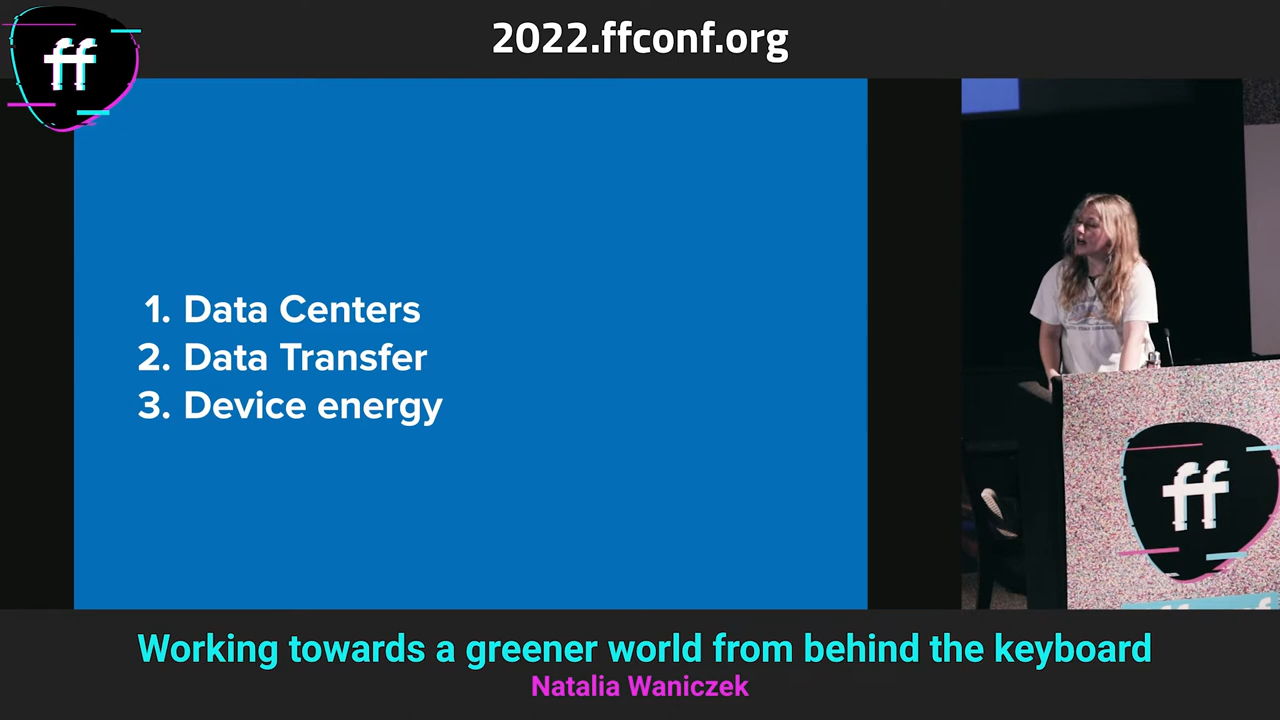 2022.ffconf.org
ff
1. Data Centers
2. Data Transfer
3. Device energy
ff
Working towards a greener world from behind the keyboard
Natalia Waniczek